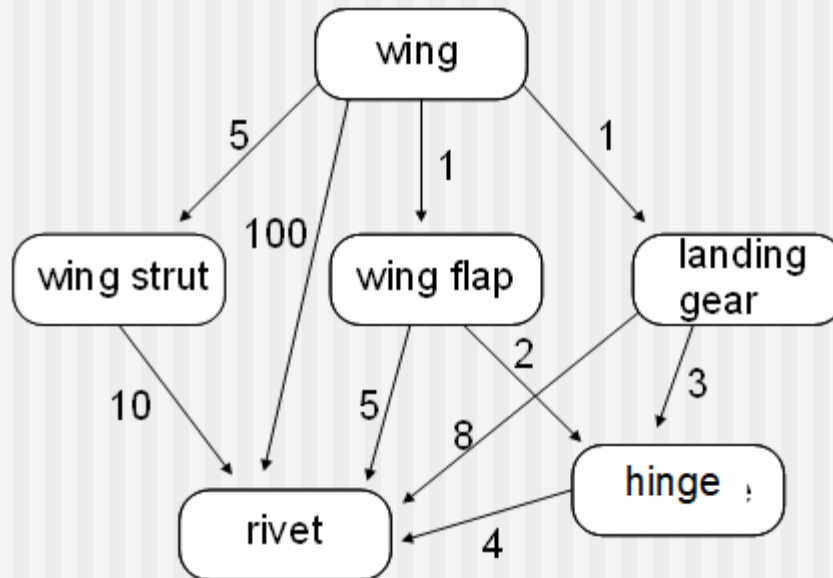 wing
5
1
1
100
wing strut
wing flap
landing
gear
10
5
2
8
3
rivet
hinge
4